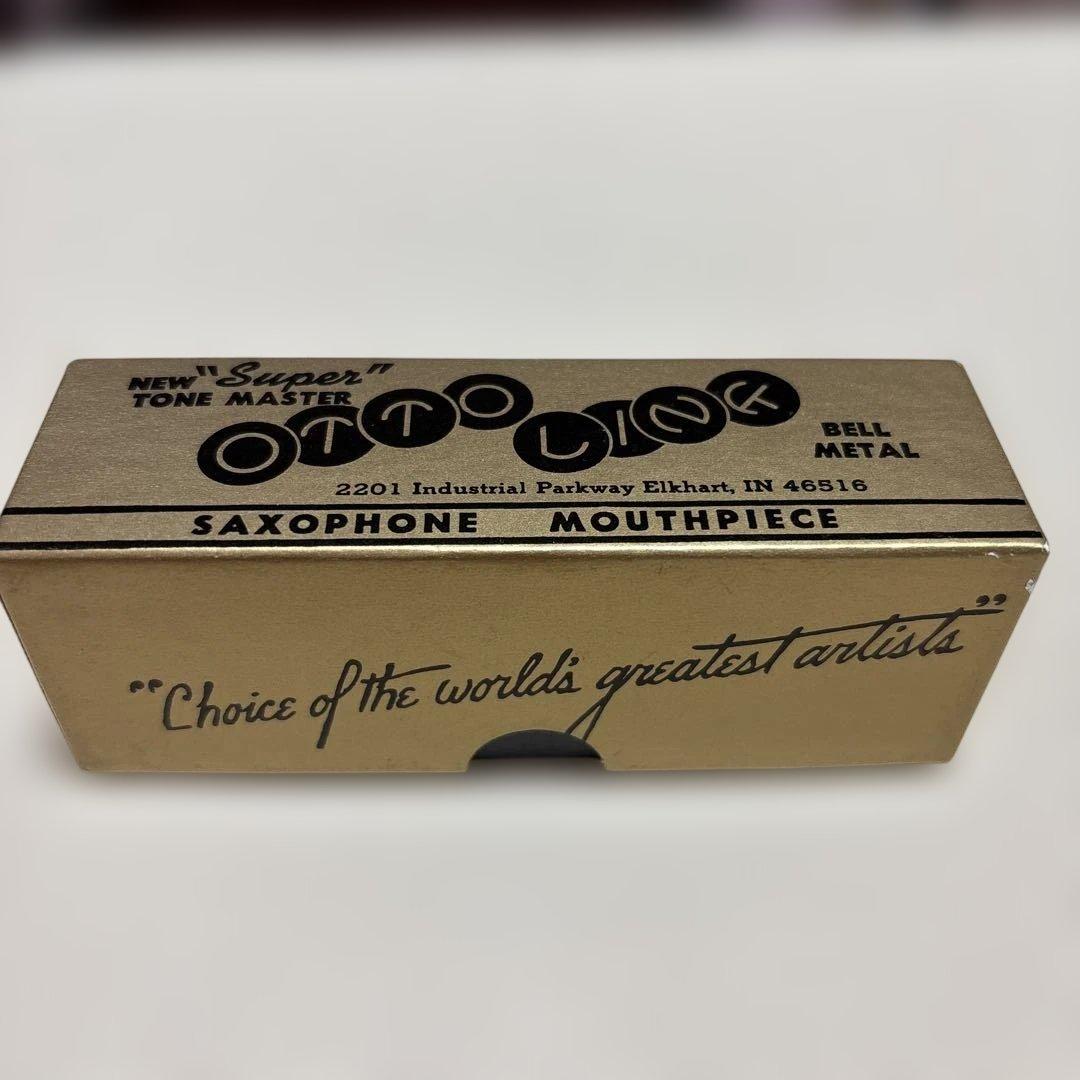 NEW "Super"
TONE MASTER
OTTO LINK
BELL
METAL
2201 Industrial Parkway Elkhart, IN 46516
SAXOPHONE MOUTHPIECE
"Choice of the world's greatest artists"